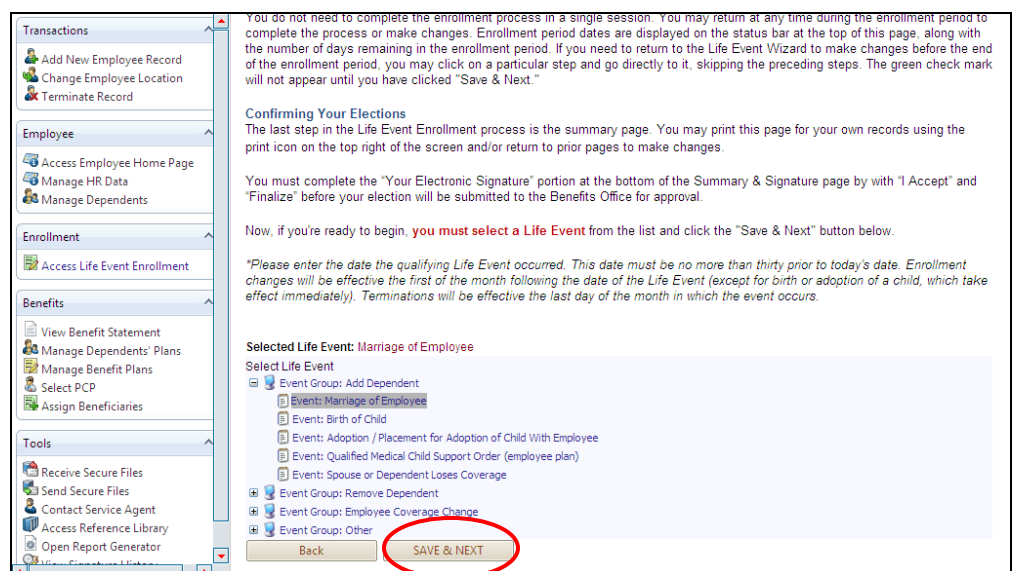 Transactions
Add New Employee Record
Change Employee Location
Terminate Record
Employee
Access Employee Home Page
Manage HR Data
Manage Dependents
Enrollment
Access Life Event Enrollment
Benefits
View Benefit Statement
Manage Dependents' Plans
Manage Benefit Plans
Select PCP
Assign Beneficiaries
Tools
Receive Secure Files
Send Secure Files
Contact Service Agent
Access Reference Library
Open Report Generator
View Signature History
You do not need to complete the enrollment process in a single session. You may return at any time during the enrollment period to
complete the process or make changes. Enrollment period dates are displayed on the status bar at the top of this page, along with
the number of days remaining in the enrollment period. If you need to return to the Life Event Wizard to make changes before the end
of the enrollment period, you may click on a particular step and go directly to it, skipping the preceding steps. The green check mark
will not appear until you have clicked "Save & Next."
Confirming Your Elections
The last step in the Life Event Enrollment process is the summary page. You may print this page for your own records using the
print icon on the top right of the screen and/or return to prior pages to make changes.
You must complete the "Your Electronic Signature" portion at the bottom of the Summary & Signature page by with "I Accept" and
"Finalize" before your election will be submitted to the Benefits Office for approval.
Now, if you're ready to begin, you must select a Life Event from the list and click the "Save & Next" button below.
*Please enter the date the qualifying Life Event occurred. This date must be no more than thirty prior to today's date. Enrollment
changes will be effective the first of the month following the date of the Life Event (except for birth or adoption of a child, which take
effect immediately). Terminations will be effective the last day of the month in which the event occurs.
Selected Life Event: Marriage of Employee
Select Life Event
Event Group: Add Dependent
Event: Marriage of Employee
Event: Birth of Child
Event: Adoption / Placement for Adoption of Child With Employee
Event: Qualified Medical Child Support Order (employee plan)
Event: Spouse or Dependent Loses Coverage
Event Group: Remove Dependent
Event Group: Employee Coverage Change
Event Group: Other
Back
SAVE & NEXT